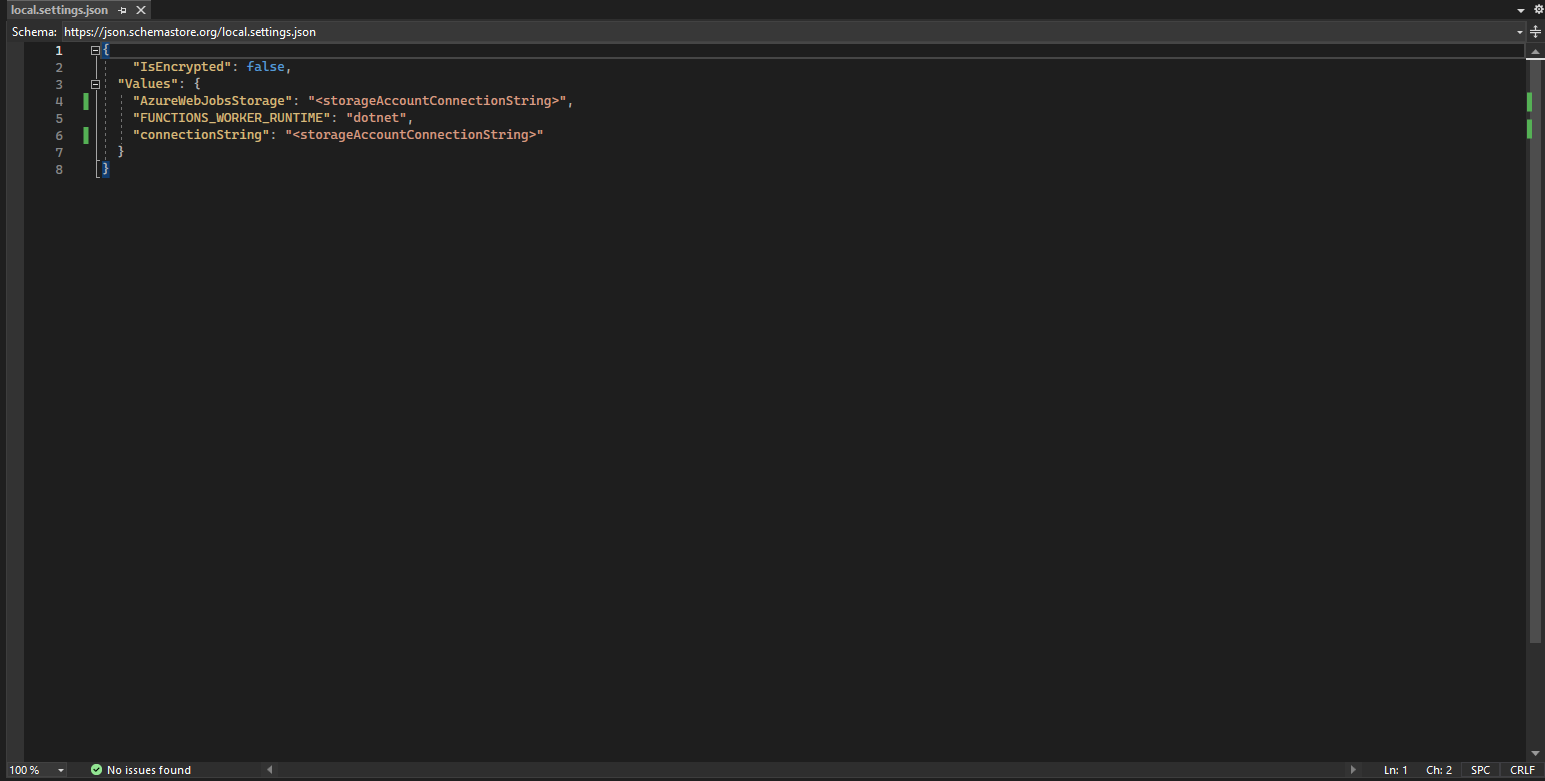 local.settings.json
Schema: https://json.schemastore.org/local.settings.json
1 {
2 "IsEncrypted": false,
3 "Values": {
4 "AzureWebJobsStorage": "<storageAccountConnectionString>",
5 "FUNCTIONS_WORKER_RUNTIME": "dotnet",
6 "connectionString": "<storageAccountConnectionString>"
7 }
8 }
100 % No issues found Ln: 1 Ch: 2 SPC CRLF